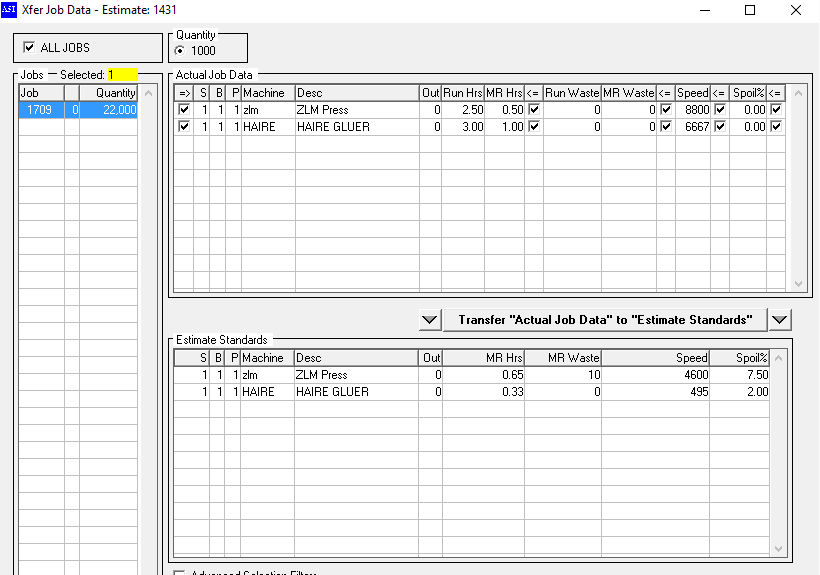 AST Xfer Job Data - Estimate: 1431
ALL JOBS
Quantity
1000
Jobs Selected: 1
Job Quantity
1709 0 22,000
Actual Job Data
=> S B P Machine Desc Out Run Hrs MR Hrs <= Run Waste MR Waste <= Speed <= Spoil% <=
1 1 1 zlm ZLM Press 0 2.50 0.50 0 0 8800 0.00
1 1 1 HAIRE HAIRE GLUER 0 3.00 1.00 0 0 6667 0.00
Transfer "Actual Job Data" to "Estimate Standards"
Estimate Standards
S B P Machine Desc Out MR Hrs MR Waste Speed Spoil%
1 1 1 zlm ZLM Press 0 0.65 10 4600 7.50
1 1 1 HAIRE HAIRE GLUER 0 0.33 0 495 2.00
Advanced Selection Filters